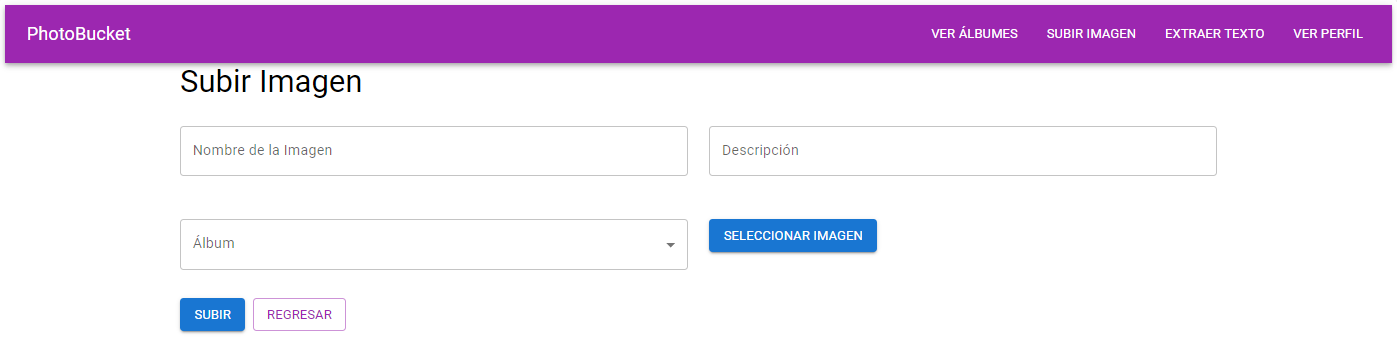 PhotoBucket VER ÁLBUMES SUBIR IMAGEN EXTRAER TEXTO VER PERFIL
Subir Imagen
Nombre de la Imagen Descripción
Álbum SELECCIONAR IMAGEN
SUBIR REGRESAR